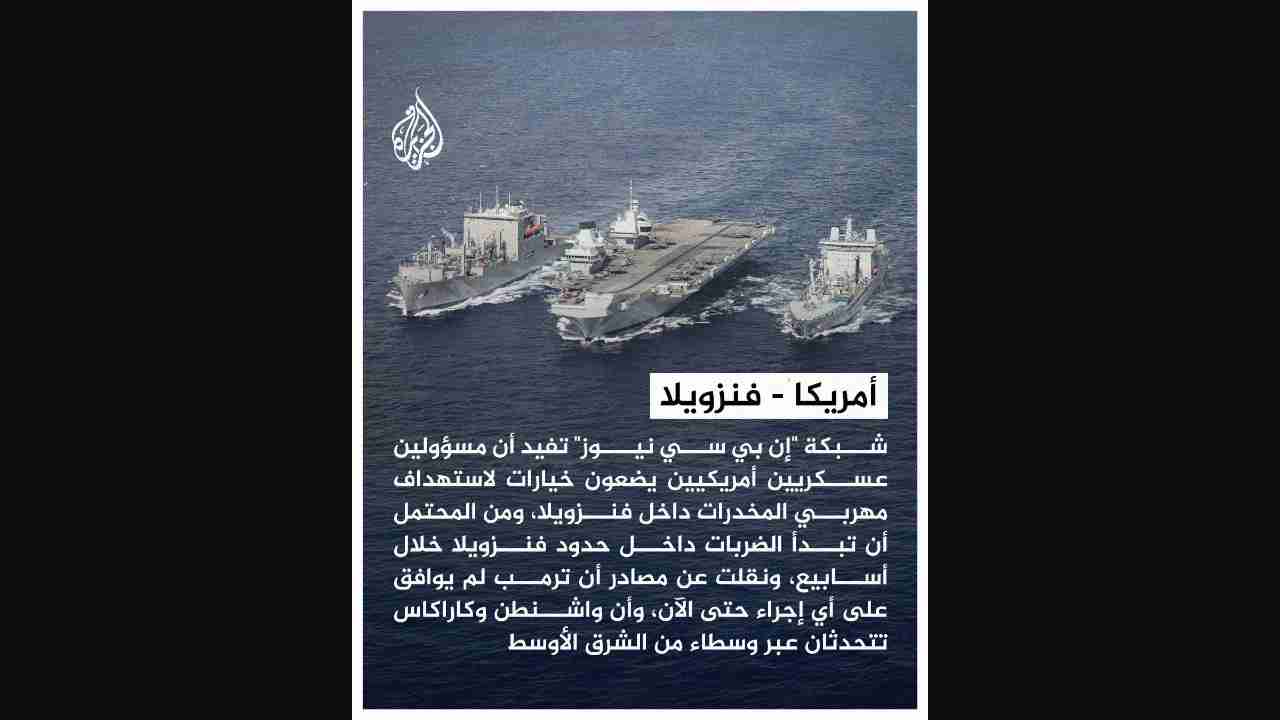 الجزيرة
أمريكا - فنزويلا
شبكة "إن بي سي نيوز" تفيد أن مسؤولين
عسكريين أمريكيين يضعون خيارات لاستهداف
مهربي المخدرات داخل فنزويلا، ومن المحتمل
أن تبدأ الضربات داخل حدود فنزويلا خلال
أسابيع، ونقلت عن مصادر أن ترمب لم يوافق
على أي إجراء حتى الآن، وأن واشنطن وكاراكاس
تتحدثان عبر وسطاء من الشرق الأوسط